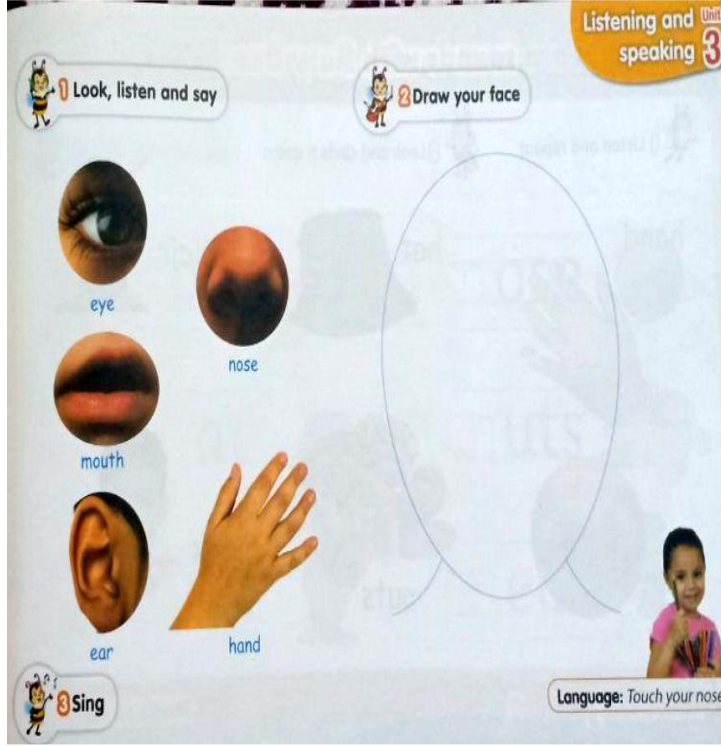 Listening and
speaking
Unit
3
1 Look, listen and say
2 Draw your face
eye
nose
mouth
ear
hand
3 Sing
Language: Touch your nose